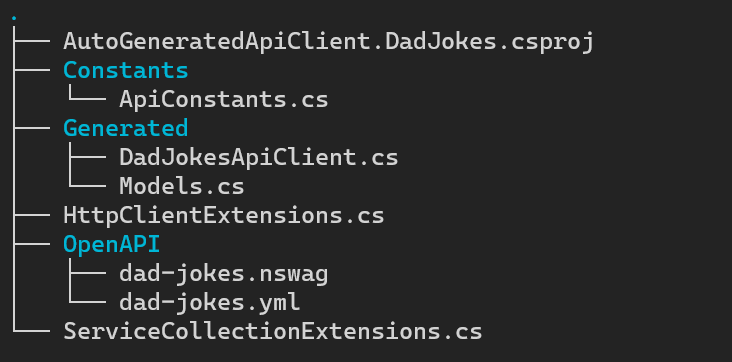 .
├── AutoGeneratedApiClient.DadJokes.csproj
├── Constants
│   └── ApiConstants.cs
├── Generated
│   ├── DadJokesApiClient.cs
│   └── Models.cs
├── HttpClientExtensions.cs
├── OpenAPI
│   ├── dad-jokes.nswag
│   └── dad-jokes.yml
└── ServiceCollectionExtensions.cs